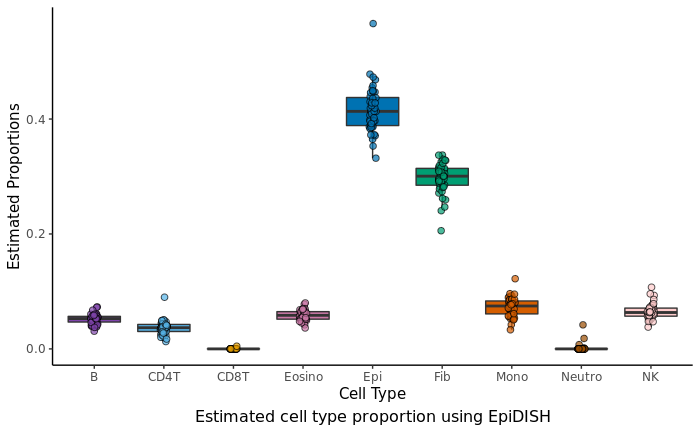 Estimated Proportions
0.4
0.2
0.0
B CD4T CD8T Eosino Epi Fib Mono Neutro NK
Cell Type
Estimated cell type proportion using EpiDISH